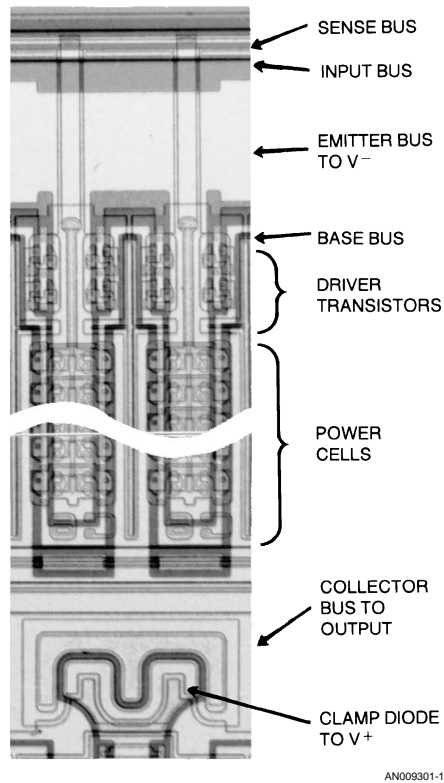 SENSE BUS
INPUT BUS
EMITTER BUS
TO V−
BASE BUS
DRIVER
TRANSISTORS
POWER
CELLS
COLLECTOR
BUS TO
OUTPUT
CLAMP DIODE
TO V+
AN009301-1